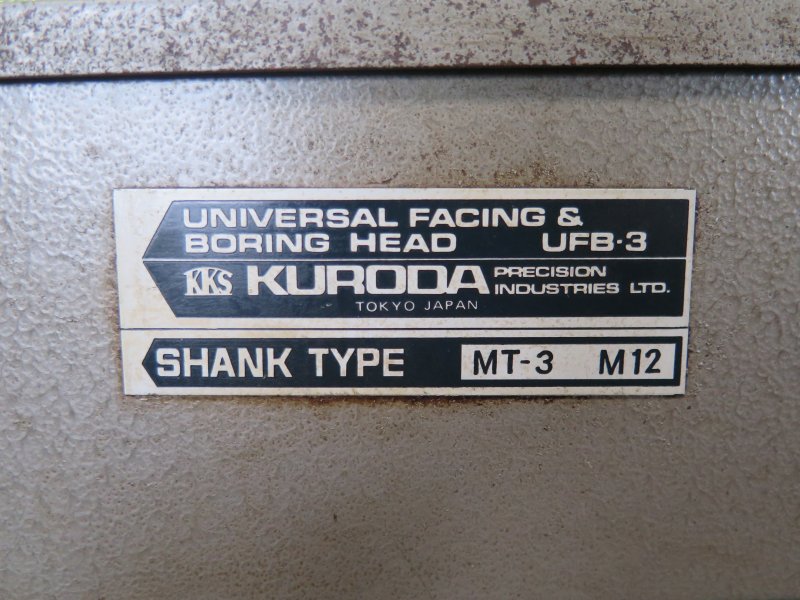 UNIVERSAL FACING &
BORING HEAD UFB·3
KKS KURODA PRECISION INDUSTRIES LTD.
TOKYO JAPAN
SHANK TYPE MT-3 M12